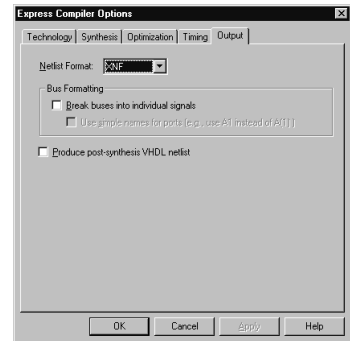 Express Compiler Options
Technology Synthesis Optimization Timing Output
Netlist Format: XNF
Bus Formatting
Break buses into individual signals
Use simple names for ports (e.g., use A1 instead of A(1) )
Produce post-synthesis VHDL netlist
OK Cancel Apply Help